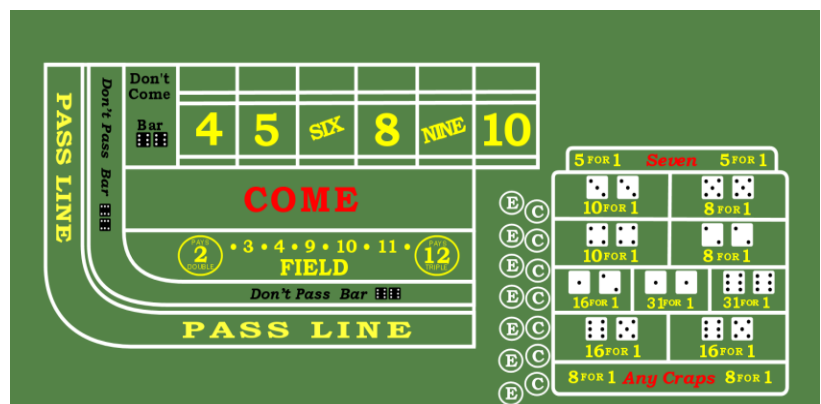 PASS LINE
Don't Pass Bar
Don't
Come
Bar
4 5 SIX 8 NINE 10
COME
PAYS
2
DOUBLE
• 3 • 4 • 9 • 10 • 11 •
PAYS
12
TRIPLE
FIELD
Don't Pass Bar
PASS LINE
E C
E C
E C
E C
E C
E C
E C
5 FOR 1 Seven 5 FOR 1
10 FOR 1 8 FOR 1
10 FOR 1 8 FOR 1
16 FOR 1 31 FOR 1 31 FOR 1
16 FOR 1 16 FOR 1
8 FOR 1 Any Craps 8 FOR 1